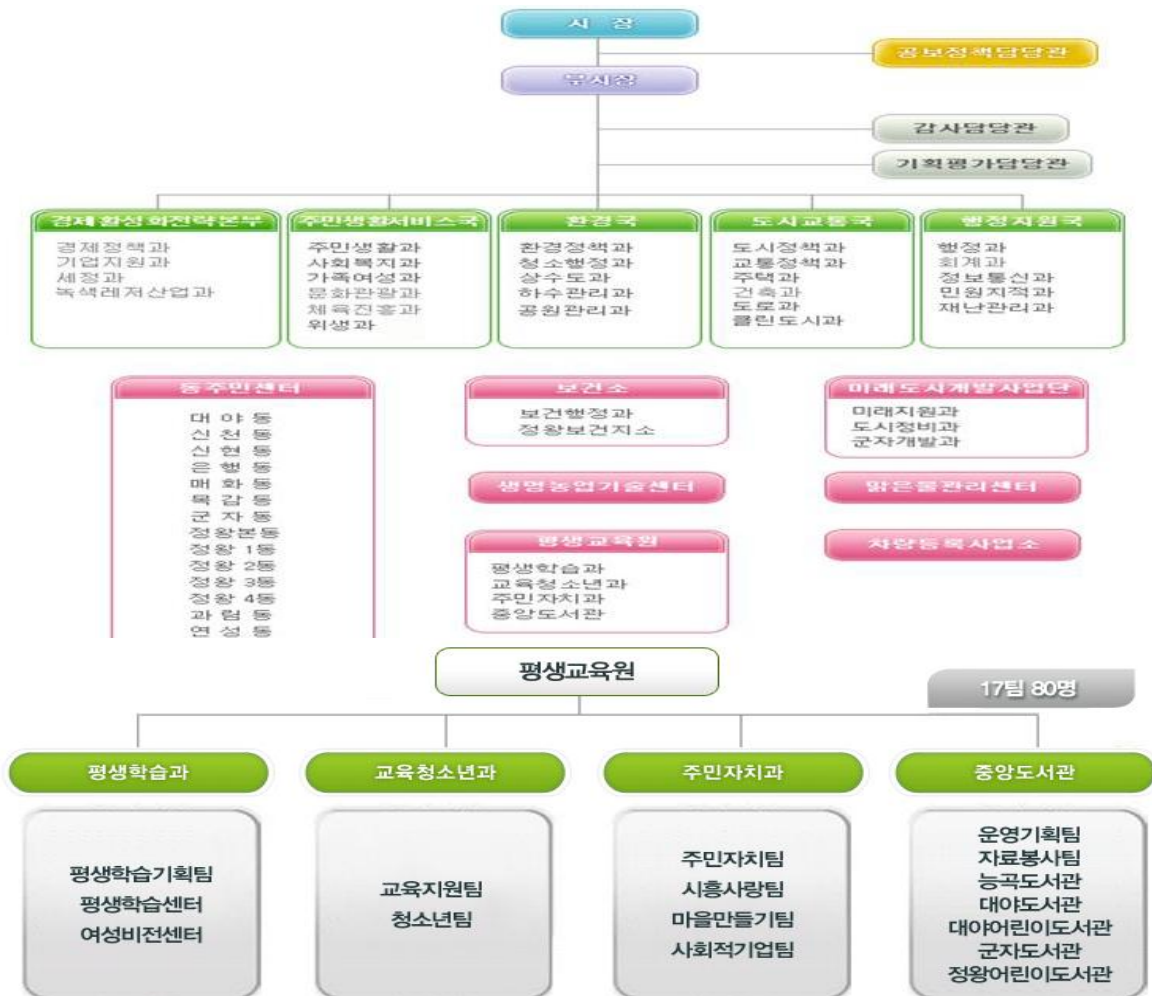 시 장
공보정책담당관
부시장
감사담당관
기획평가담당관
경제활성화전략본부
경제정책과
기업지원과
세정과
녹색레저산업과
주민생활서비스국
주민생활과
사회복지과
가족여성과
문화관광과
체육진흥과
위생과
환경국
환경정책과
청소행정과
상수도과
하수관리과
공원관리과
도시교통국
도시정책과
교통정책과
주택과
건축과
도로과
클린도시과
행정지원국
행정과
회계과
정보통신과
민원지적과
재난관리과
동주민센터
대 야 동
신 천 동
신 현 동
은 행 동
매 화 동
목 감 동
군 자 동
정왕본동
정왕 1동
정왕 2동
정왕 3동
정왕 4동
과 림 동
연 성 동
보건소
보건행정과
정왕보건지소
생명농업기술센터
평생교육원
평생학습과
교육청소년과
주민자치과
중앙도서관
미래도시개발사업단
미래지원과
도시정비과
군자개발과
맑은물관리센터
차량등록사업소
평생교육원
17팀 80명
평생학습과
평생학습기획팀
평생학습센터
여성비전센터
교육청소년과
교육지원팀
청소년팀
주민자치과
주민자치팀
시흥사랑팀
마을만들기팀
사회적기업팀
중앙도서관
운영기획팀
자료봉사팀
능곡도서관
대야도서관
대야어린이도서관
군자도서관
정왕어린이도서관